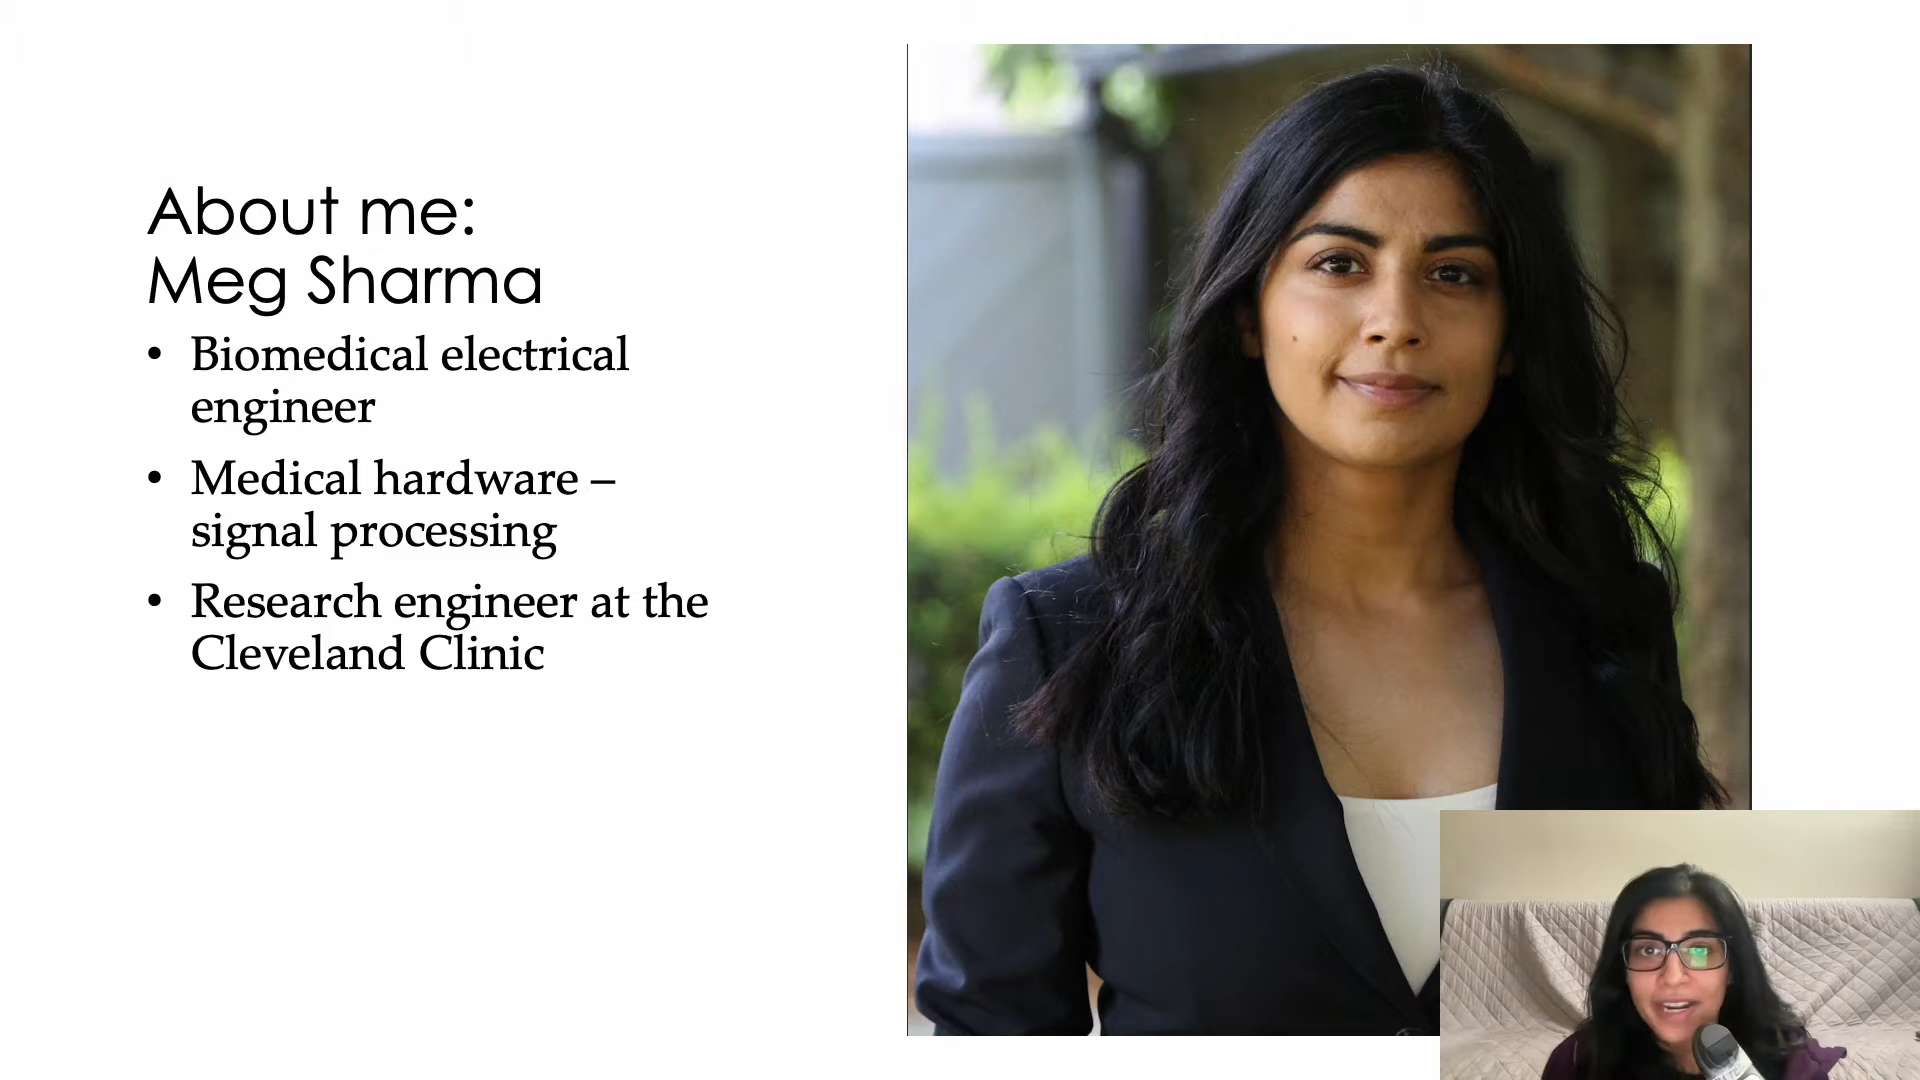 About me:
Meg Sharma
• Biomedical electrical
engineer
• Medical hardware –
signal processing
• Research engineer at the
Cleveland Clinic